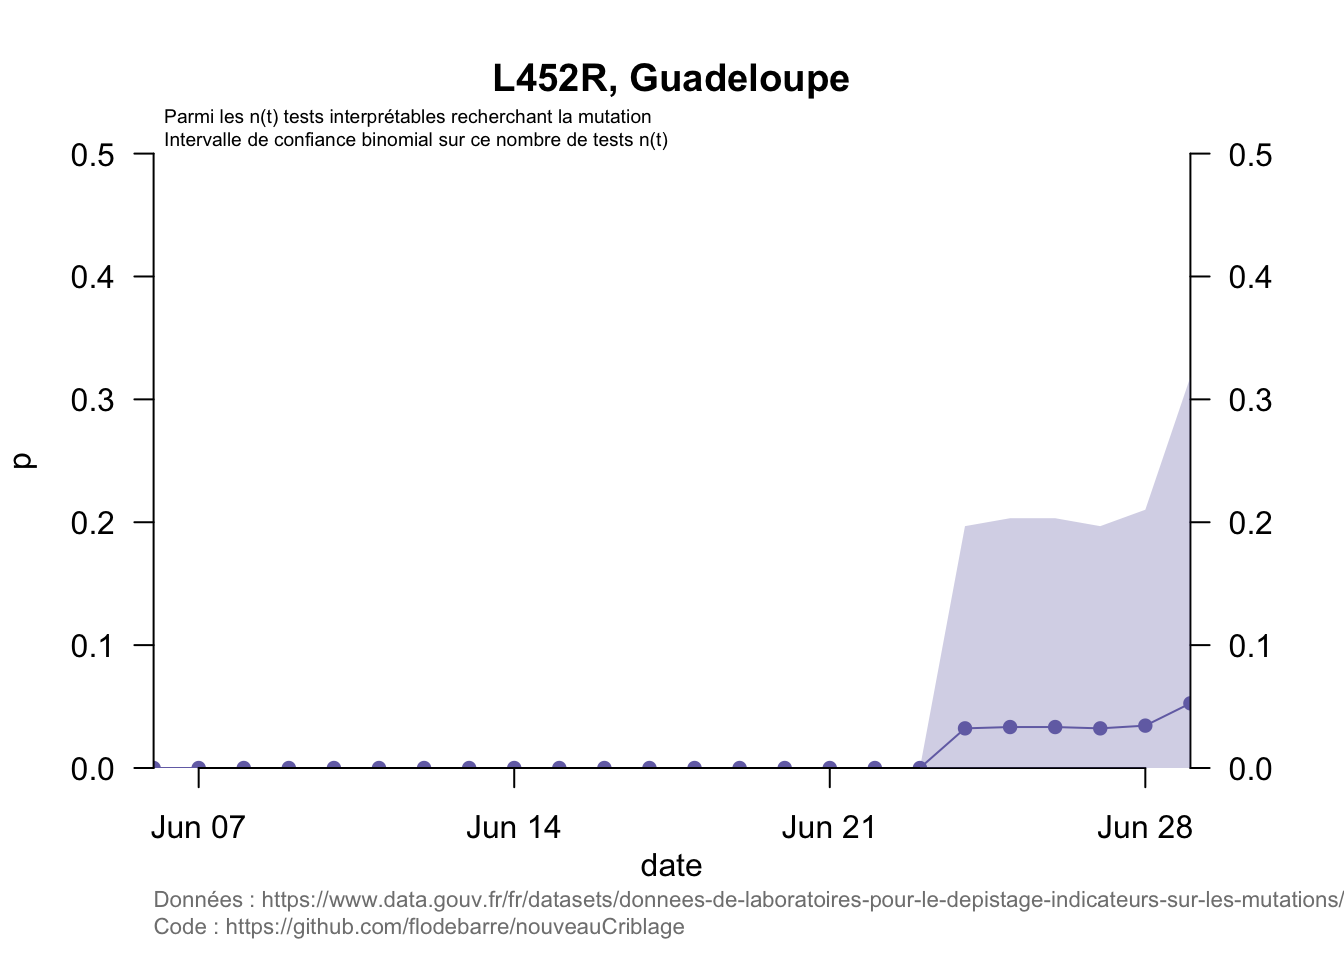 L452R, Guadeloupe
Parmi les n(t) tests interprétables recherchant la mutation
Intervalle de confiance binomial sur ce nombre de tests n(t)
0.5
0.4
0.3
0.2
0.1
0.0
p
0.5
0.4
0.3
0.2
0.1
0.0
Jun 07 Jun 14 Jun 21 Jun 28
date
Données : https://www.data.gouv.fr/fr/datasets/donnees-de-laboratoires-pour-le-depistage-indicateurs-sur-les-mutations/
Code : https://github.com/flodebarre/nouveauCriblage